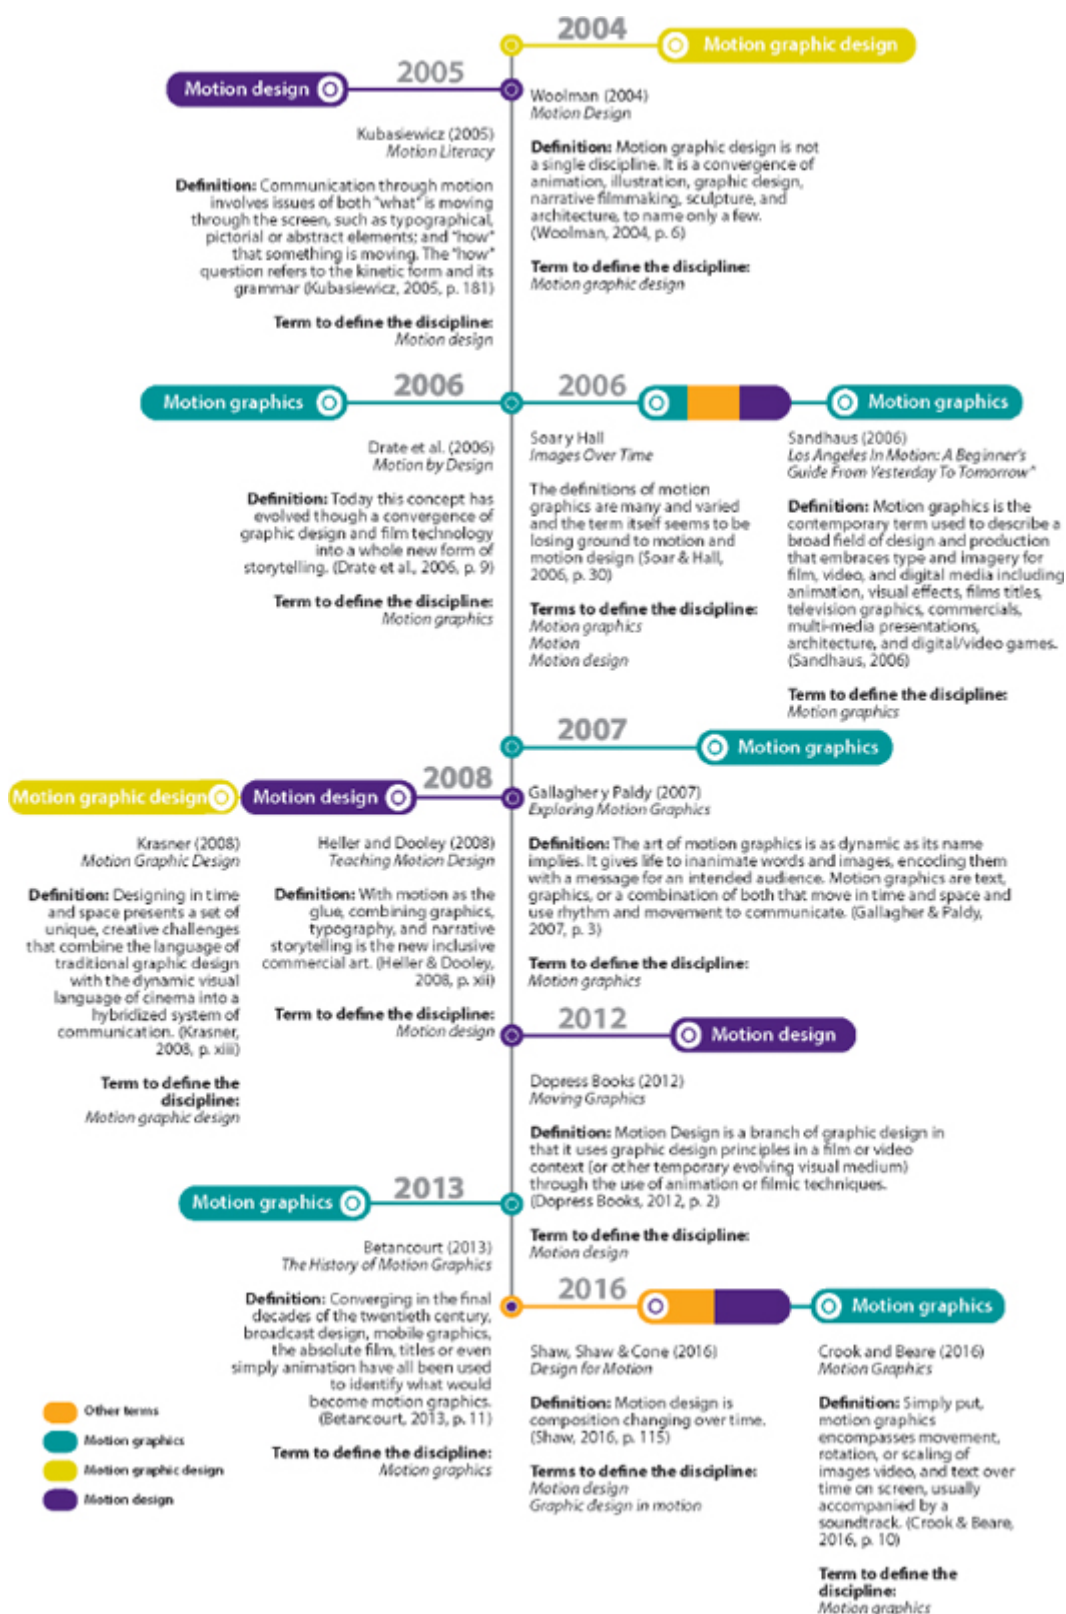 2004
Motion graphic design
Woolman (2004)
Motion Design
Definition: Motion graphic design is not
a single discipline. It is a convergence of
animation, illustration, graphic design,
narrative filmmaking, sculpture, and
architecture, to name only a few.
(Woolman, 2004, p. 6)
Term to define the discipline:
Motion graphic design
2005
Motion design
Kubasiewicz (2005)
Motion Literacy
Definition: Communication through motion
involves issues of both "what" is moving
through the screen, such as typographical,
pictorial or abstract elements; and "how"
that something is moving. The "how"
question refers to the kinetic form and its
grammar (Kubasiewicz, 2005, p. 181)
Term to define the discipline:
Motion design
2006
Motion graphics
Drate et al. (2006)
Motion by Design
Definition: Today this concept has
evolved though a convergence of
graphic design and film technology
into a whole new form of
storytelling. (Drate et al., 2006, p. 9)
Term to define the discipline:
Motion graphics
2006
Soar y Hall
Images Over Time
The definitions of motion
graphics are many and varied
and the term itself seems to be
losing ground to motion and
motion design (Soar & Hall,
2006, p. 30)
Terms to define the discipline:
Motion graphics
Motion
Motion design
Motion graphics
Sandhaus (2006)
Los Angeles In Motion: A Beginner's
Guide From Yesterday To Tomorrow"
Definition: Motion graphics is the
contemporary term used to describe a
broad field of design and production
that embraces type and imagery for
film, video, and digital media including
animation, visual effects, films titles,
television graphics, commercials,
multi-media presentations,
architecture, and digital/video games.
(Sandhaus, 2006)
Term to define the discipline:
Motion graphics
2007
Motion graphics
Gallagher y Paldy (2007)
Exploring Motion Graphics
Definition: The art of motion graphics is as dynamic as its name
implies. It gives life to inanimate words and images, encoding them
with a message for an intended audience. Motion graphics are text,
graphics, or a combination of both that move in time and space and
use rhythm and movement to communicate. (Gallagher & Paldy,
2007, p. 3)
Term to define the discipline:
Motion graphics
2008
Motion graphic design
Krasner (2008)
Motion Graphic Design
Definition: Designing in time
and space presents a set of
unique, creative challenges
that combine the language of
traditional graphic design
with the dynamic visual
language of cinema into a
hybridized system of
communication. (Krasner,
2008, p. xiii)
Term to define the
discipline:
Motion graphic design
Motion design
Heller and Dooley (2008)
Teaching Motion Design
Definition: With motion as the
glue, combining graphics,
typography, and narrative
storytelling is the new inclusive
commercial art. (Heller & Dooley,
2008, p. xii)
Term to define the discipline:
Motion design
2012
Motion design
Dopress Books (2012)
Moving Graphics
Definition: Motion Design is a branch of graphic design in
that it uses graphic design principles in a film or video
context (or other temporary evolving visual medium)
through the use of animation or filmic techniques.
(Dopress Books, 2012, p. 2)
Term to define the discipline:
Motion design
2013
Motion graphics
Betancourt (2013)
The History of Motion Graphics
Definition: Converging in the final
decades of the twentieth century,
broadcast design, mobile graphics,
the absolute film, titles or even
simply animation have all been used
to identify what would
become motion graphics.
(Betancourt, 2013, p. 11)
Term to define the discipline:
Motion graphics
2016
Shaw, Shaw & Cone (2016)
Design for Motion
Definition: Motion design is
composition changing over time.
(Shaw, 2016, p. 115)
Terms to define the discipline:
Motion design
Graphic design in motion
Motion graphics
Crook and Beare (2016)
Motion Graphics
Definition: Simply put,
motion graphics
encompasses movement,
rotation, or scaling of
images video, and text over
time on screen, usually
accompanied by a
soundtrack. (Crook & Beare,
2016, p. 10)
Term to define the
discipline:
Motion graphics
Other terms
Motion graphics
Motion graphic design
Motion design